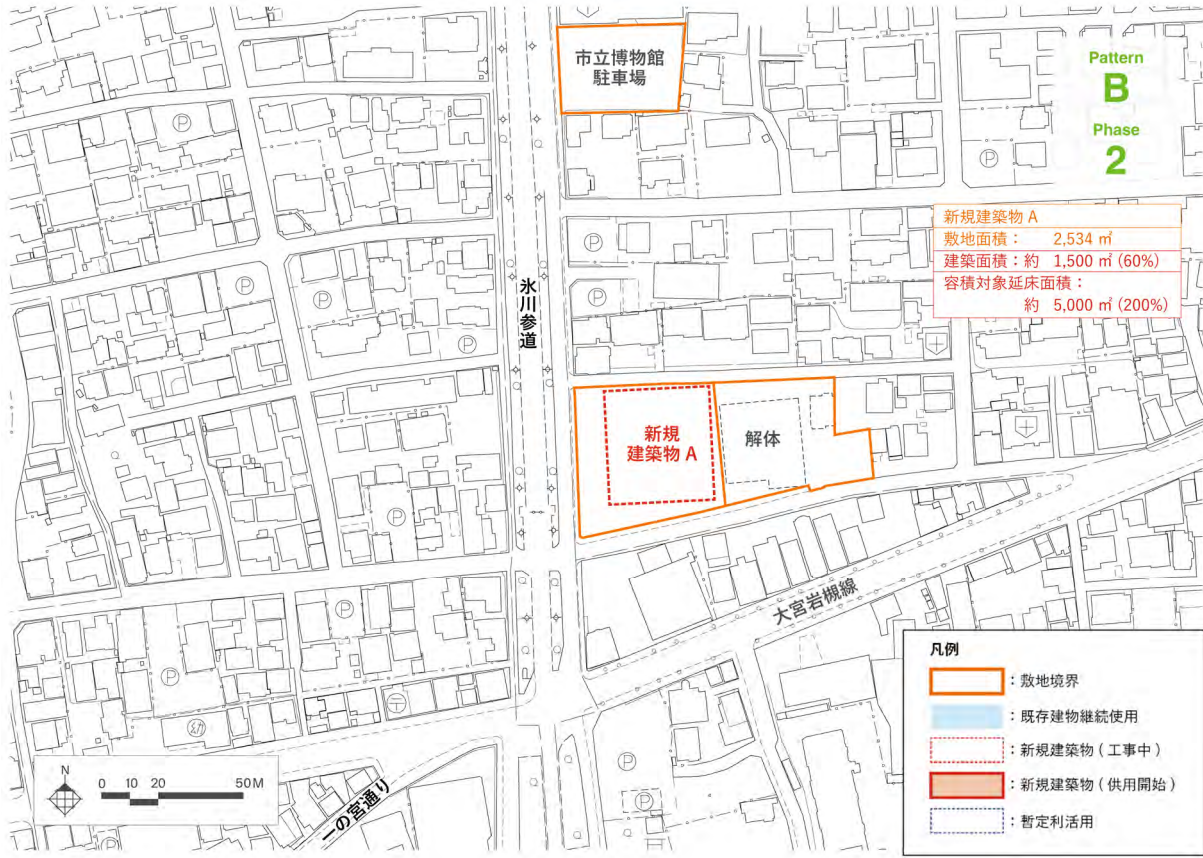 市立博物館
駐車場
Pattern
B
Phase
2
P
P
新規建築物 A
敷地面積： 2,534 ㎡
建築面積：約 1,500 ㎡ (60%)
容積対象延床面積：
約 5,000 ㎡ (200%)
P
P
P
P
P
氷川参道
新規
建築物 A
解体
P
P
大宮岩槻線
P
P
〒
幼
P
P
P
一の宮通り
N
0 10 20 50M
凡例
：敷地境界
：既存建物継続使用
：新規建築物 ( 工事中 )
：新規建築物 ( 供用開始 )
：暫定利活用